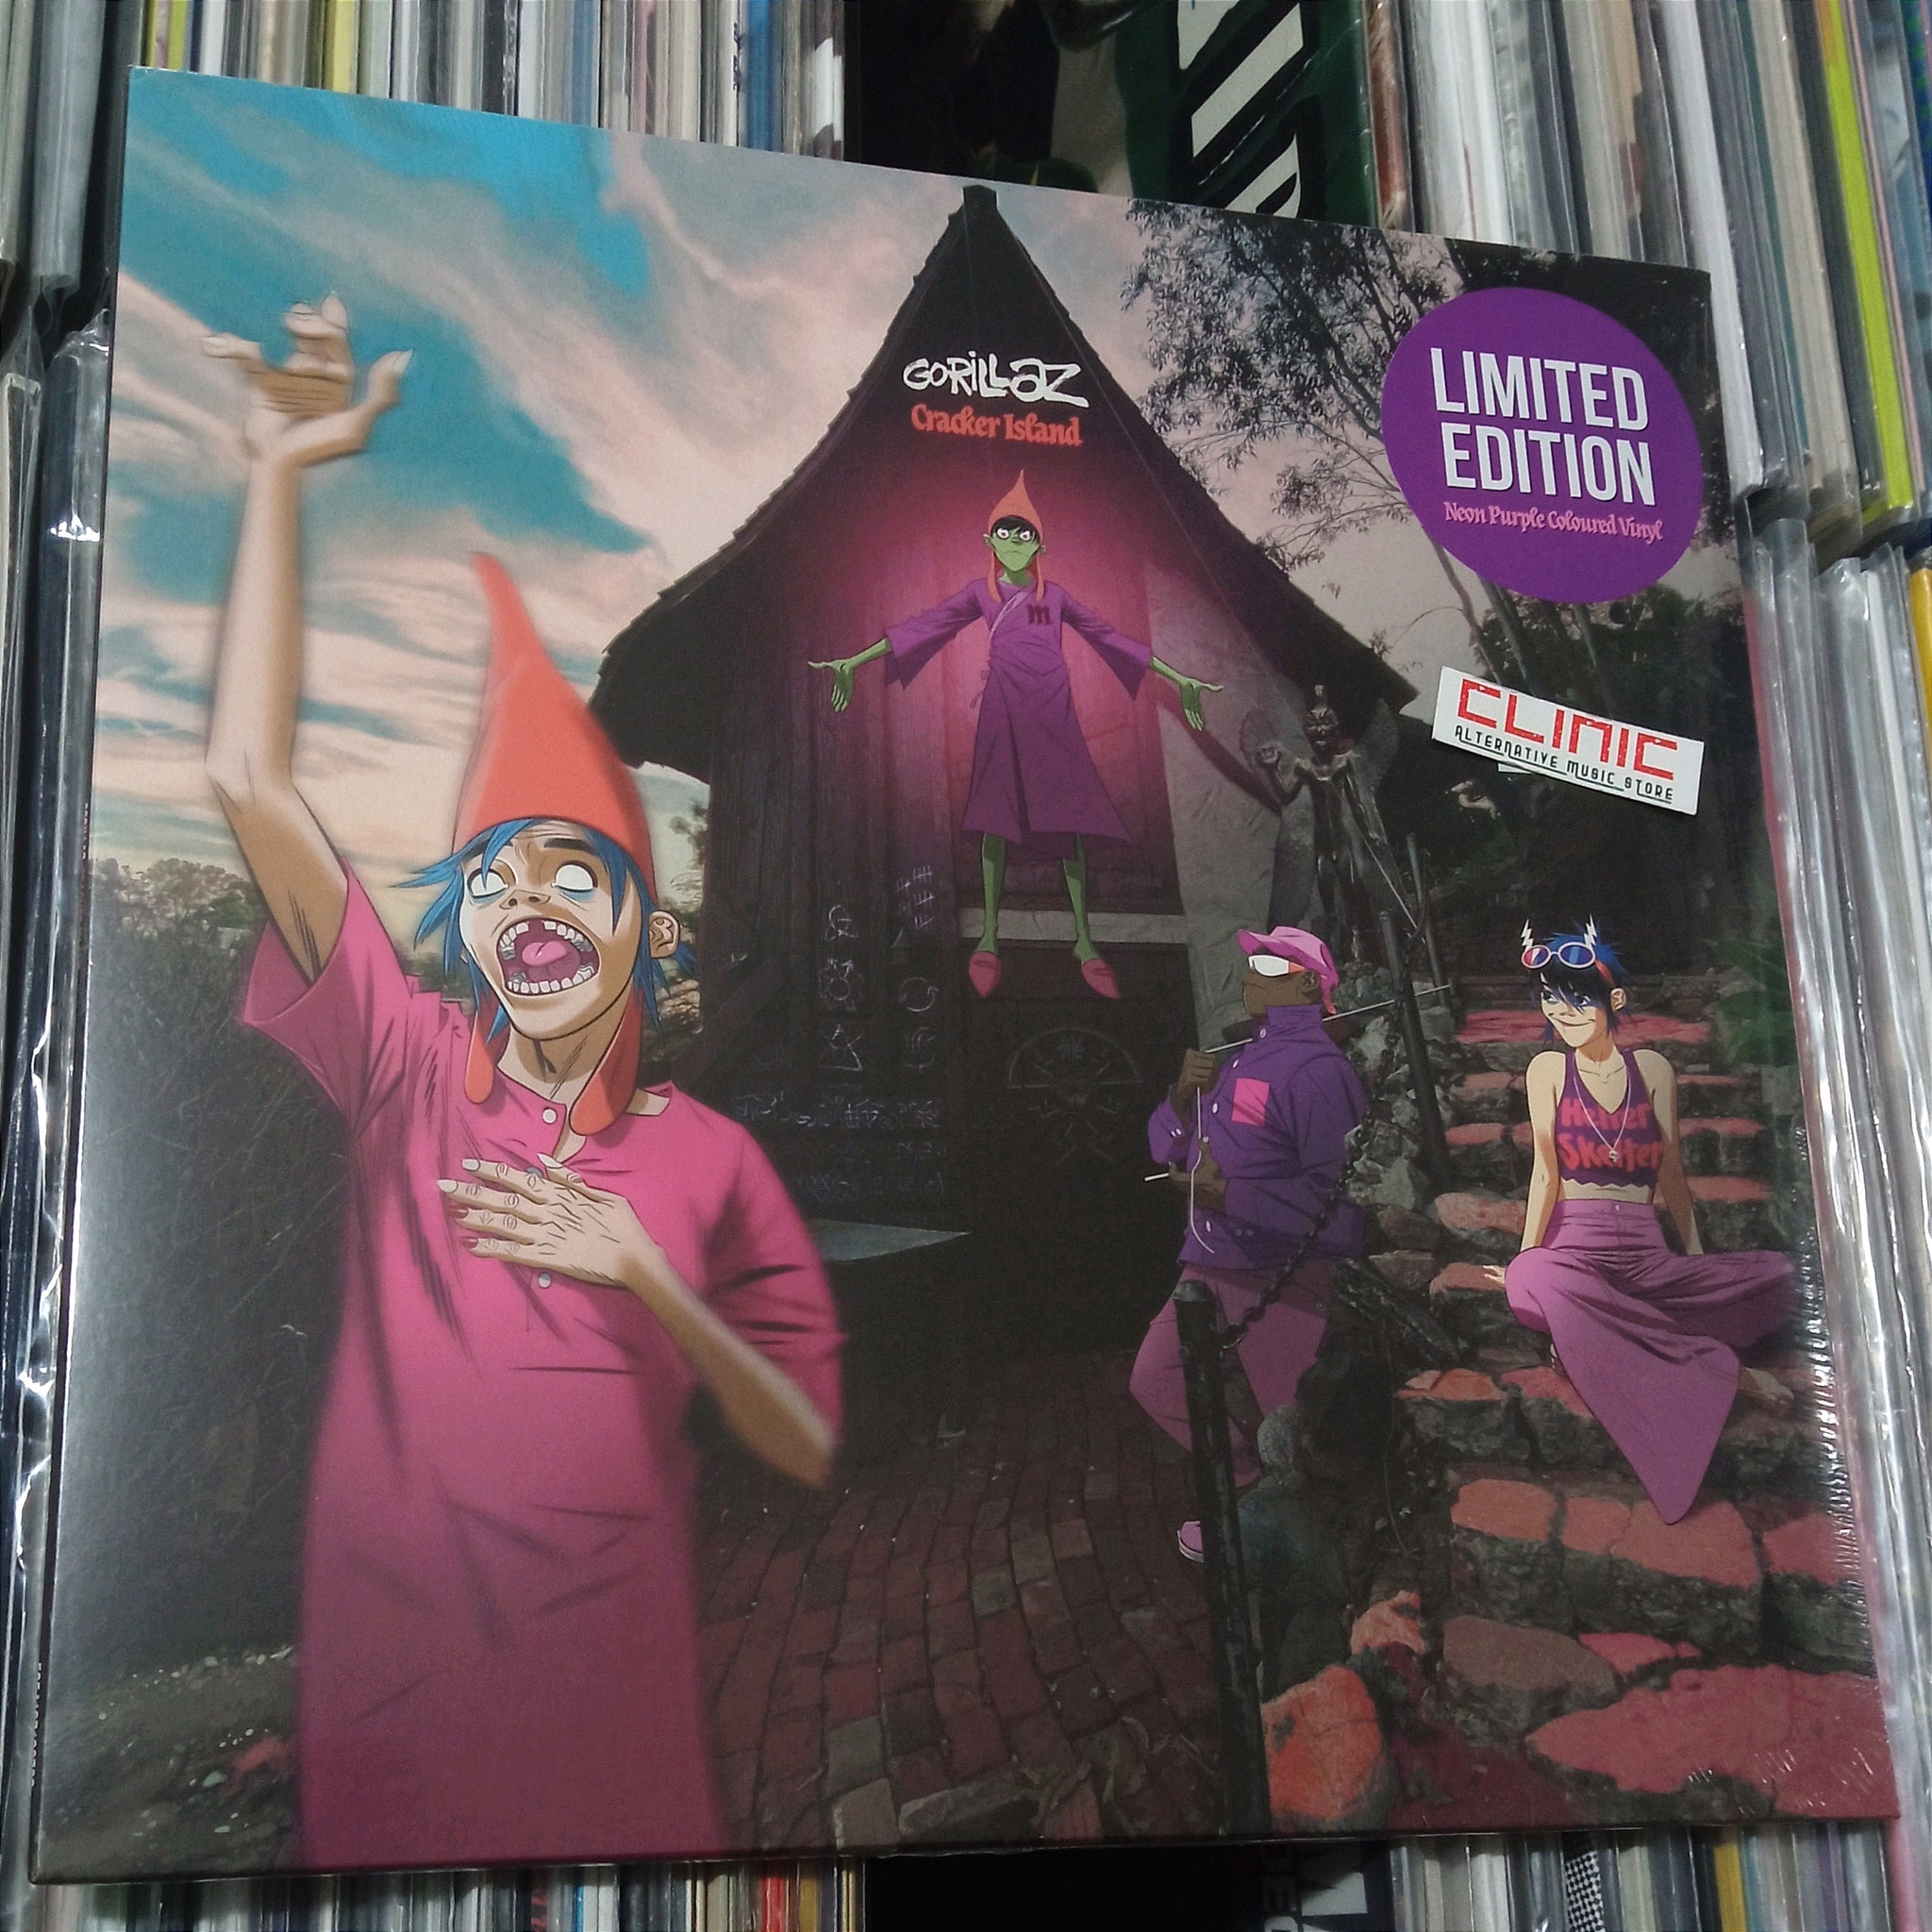 GORiLLaZ
Cracker Island
LIMITED
EDITION
Neon Purple Coloured Vinyl
CLINIC
ALTERNATIVE MUSIC STORE
m
Helter
Skelter